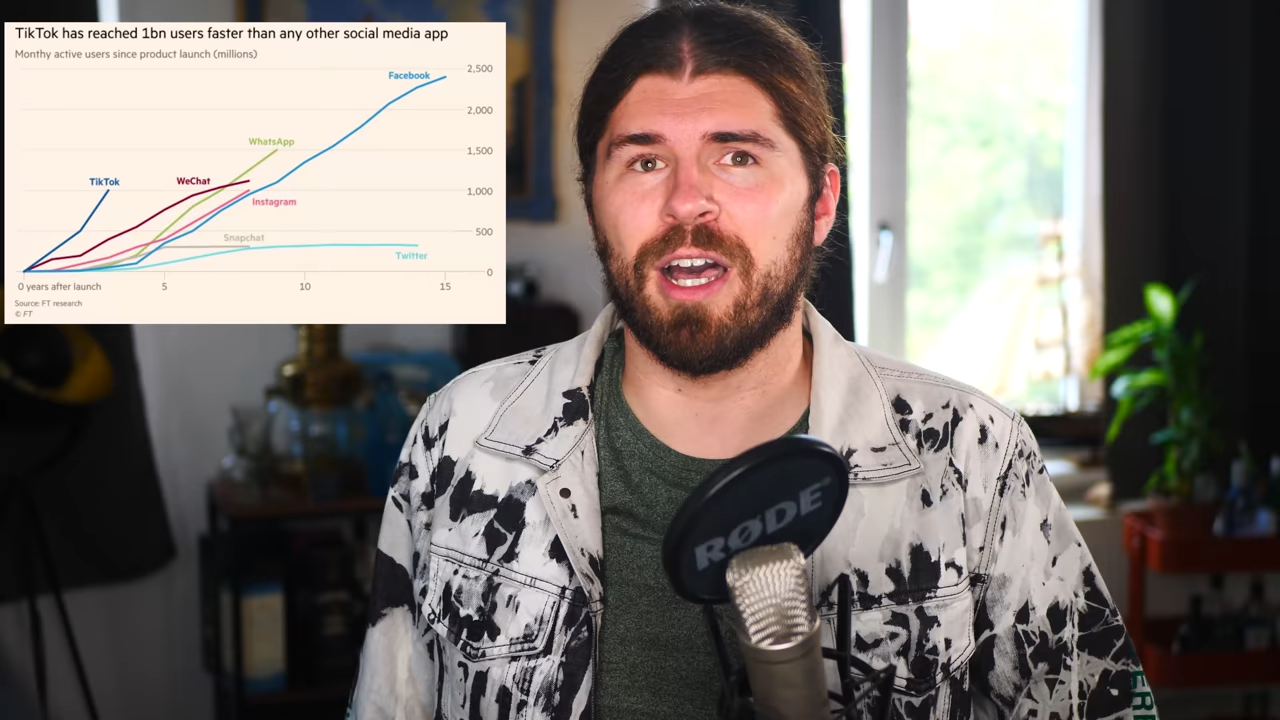 TikTok has reached 1bn users faster than any other social media app
Monthy active users since product launch (millions)
2,500
Facebook
2,000
WhatsApp
1,500
TikTok
WeChat
1,000
Instagram
500
Snapchat
Twitter
0
0 years after launch 5 10 15
Source: FT research
© FT
RØDE